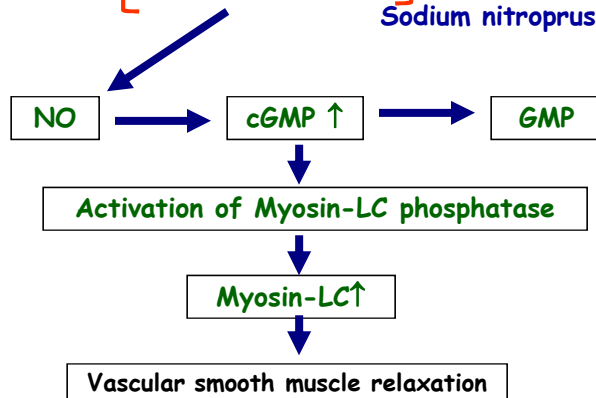 Sodium nitroprus
NO
cGMP ↑
GMP
Activation of Myosin-LC phosphatase
Myosin-LC↑
Vascular smooth muscle relaxation